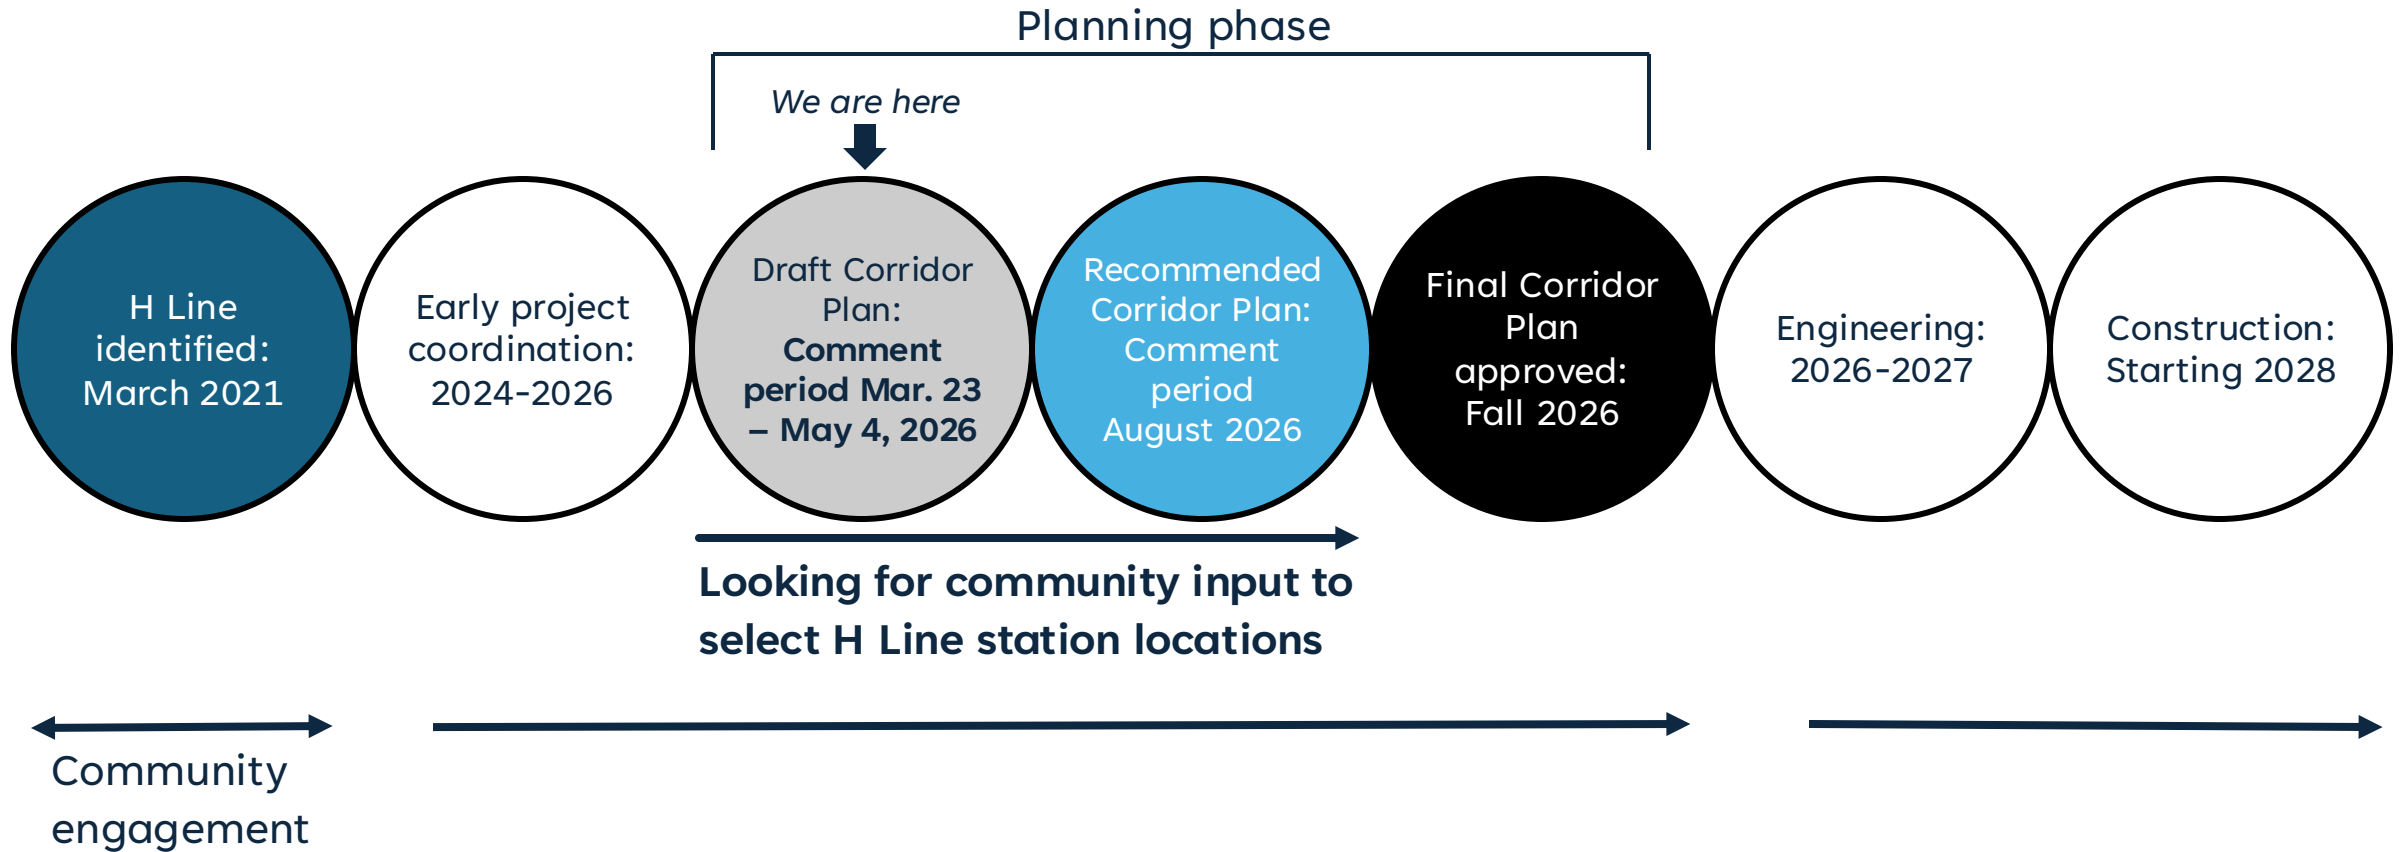 Planning phase
We are here
H Line
identified:
March 2021
Early project
coordination:
2024-2026
Draft Corridor
Plan:
Comment
period Mar. 23
– May 4, 2026
Recommended
Corridor Plan:
Comment
period
August 2026
Final Corridor
Plan
approved:
Fall 2026
Engineering:
2026-2027
Construction:
Starting 2028
Looking for community input to
select H Line station locations
Community
engagement